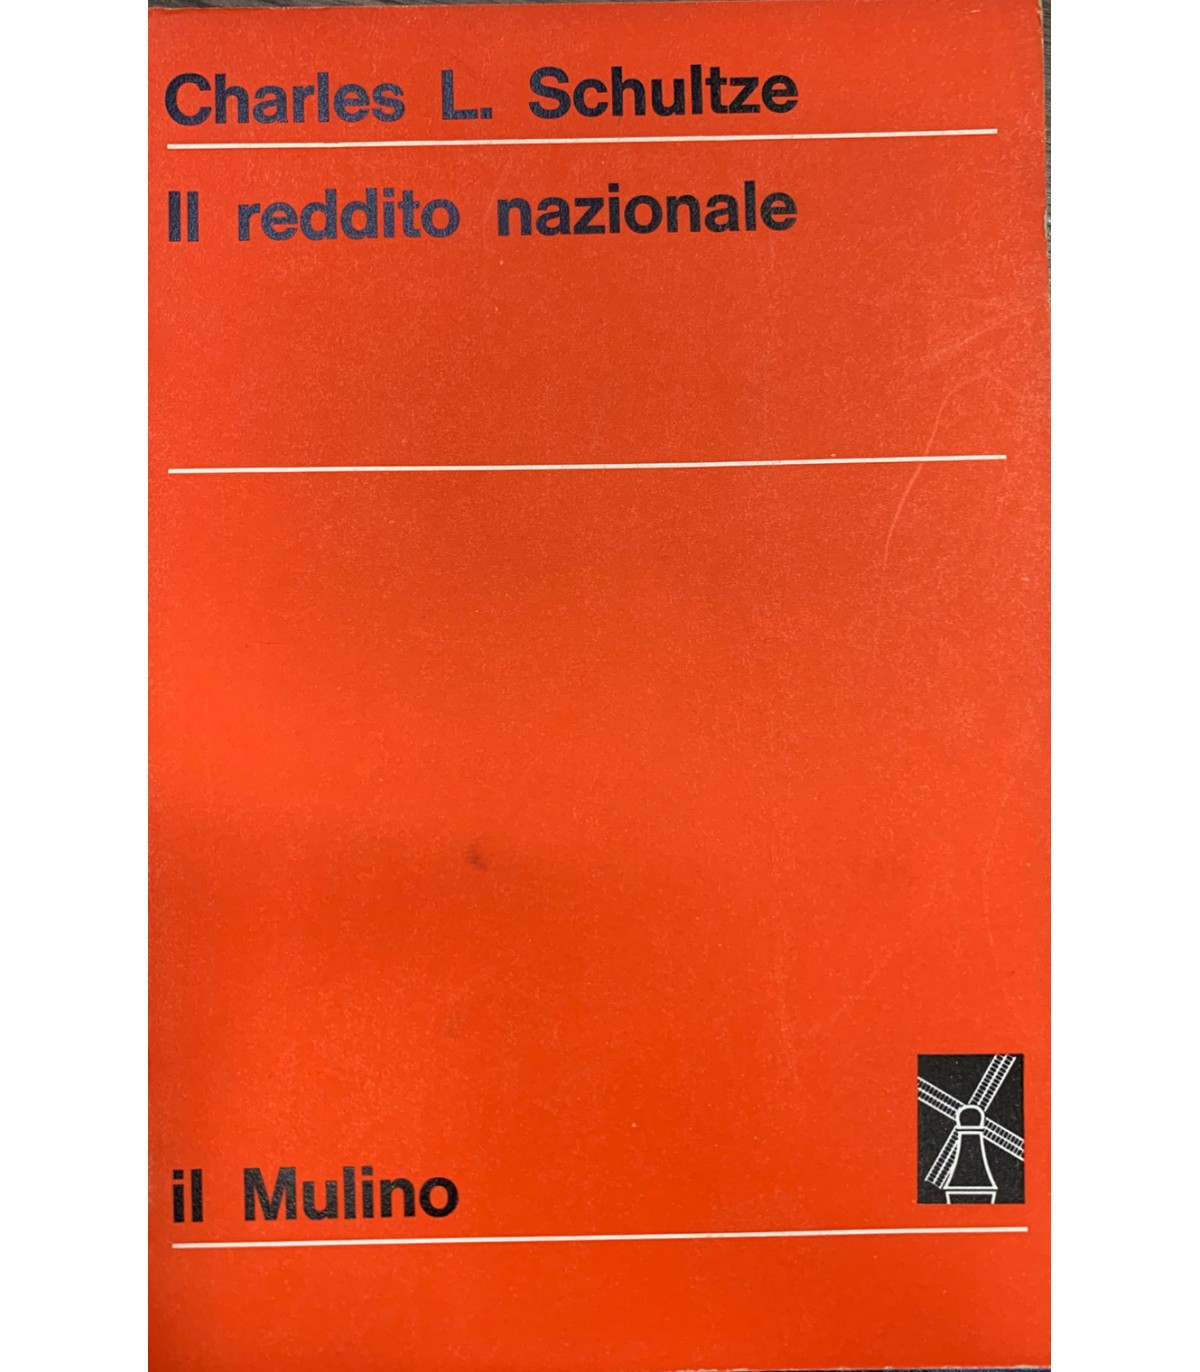 Charles L. Schultze
Il reddito nazionale
il Mulino